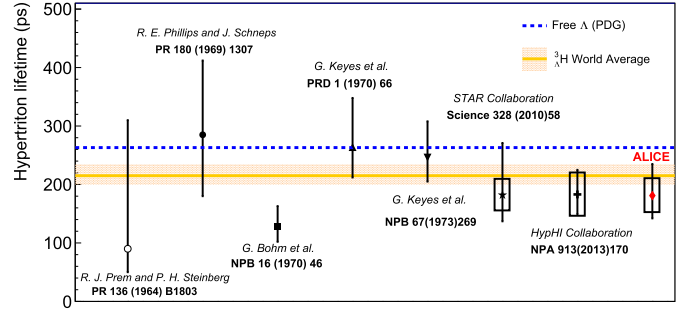 Hypertriton lifetime (ps)
500
400
300
200
100
0
Free Λ (PDG)
³ΛH World Average
R. E. Phillips and J. Schneps
PR 180 (1969) 1307
G. Keyes et al.
PRD 1 (1970) 66
STAR Collaboration
Science 328 (2010)58
ALICE
G. Keyes et al.
NPB 67(1973)269
HypHI Collaboration
NPA 913(2013)170
G. Bohm et al.
NPB 16 (1970) 46
R. J. Prem and P. H. Steinberg
PR 136 (1964) B1803